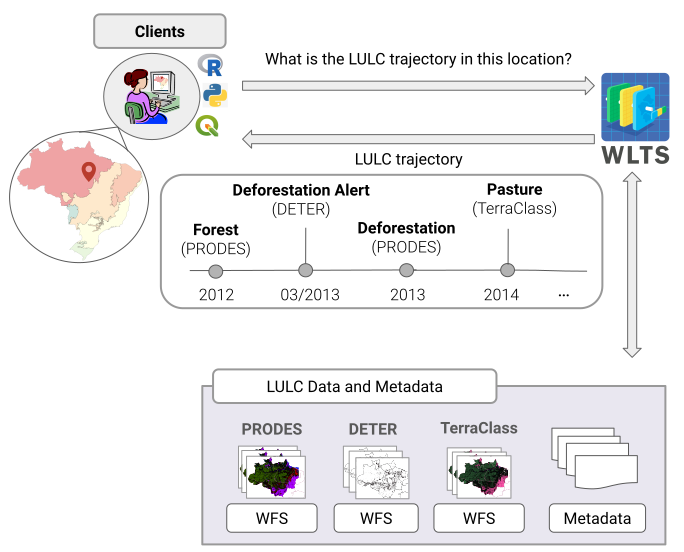 Clients
What is the LULC trajectory in this location?
R
WLTS
LULC trajectory
Deforestation Alert
(DETER)
Pasture
(TerraClass)
Forest
(PRODES)
Deforestation
(PRODES)
2012 03/2013 2013 2014 ...
LULC Data and Metadata
PRODES DETER TerraClass
WFS WFS WFS Metadata